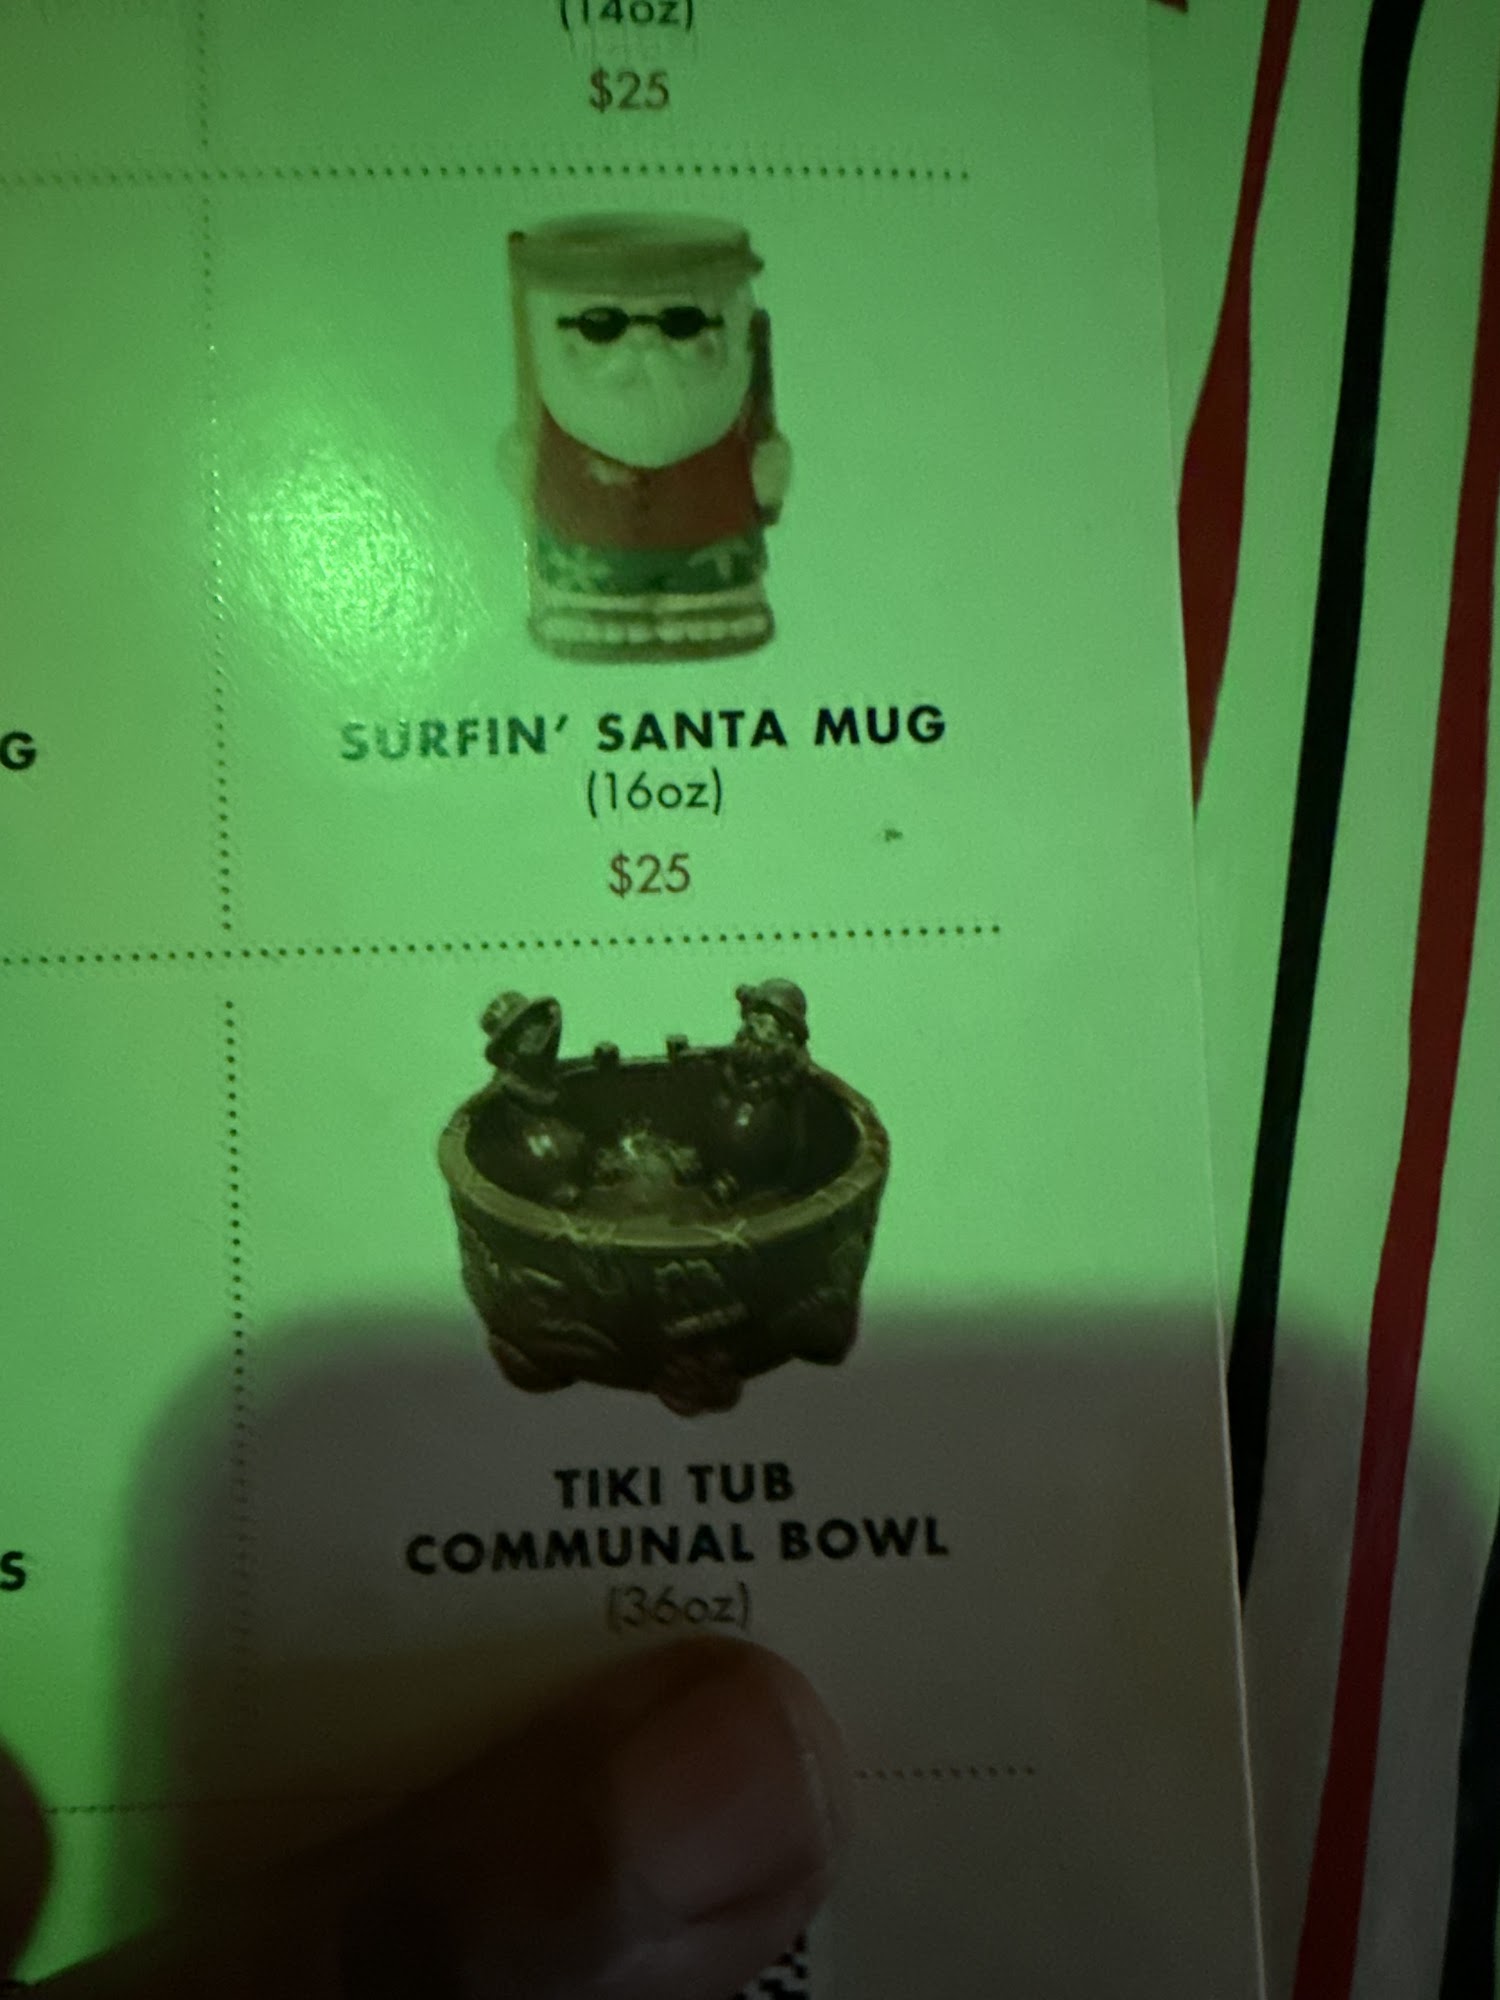 (14oz)
$25
G
SURFIN' SANTA MUG
(16oz)
$25
S
TIKI TUB
COMMUNAL BOWL
(36oz)